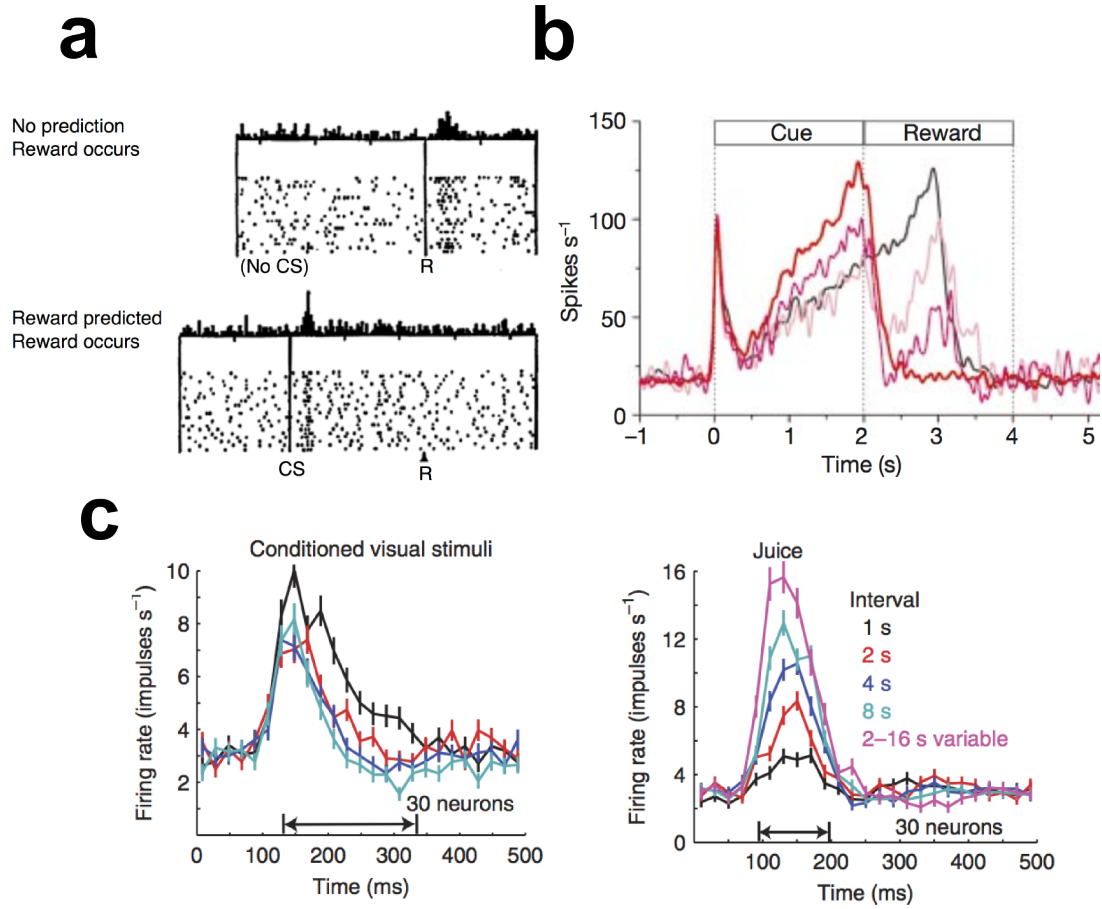 a
No prediction
Reward occurs
(No CS)
R
Reward predicted
Reward occurs
CS
R
b
150
100
50
0
Spikes s⁻¹
Cue
Reward
−1
0
1
2
3
4
5
Time (s)
c
Conditioned visual stimuli
10
8
6
4
2
Firing rate (impulses s⁻¹)
30 neurons
0
100
200
300
400
500
Time (ms)
Juice
16
12
8
4
0
Firing rate (impulses s⁻¹)
Interval
1 s
2 s
4 s
8 s
2–16 s variable
30 neurons
100
200
300
400
500
Time (ms)